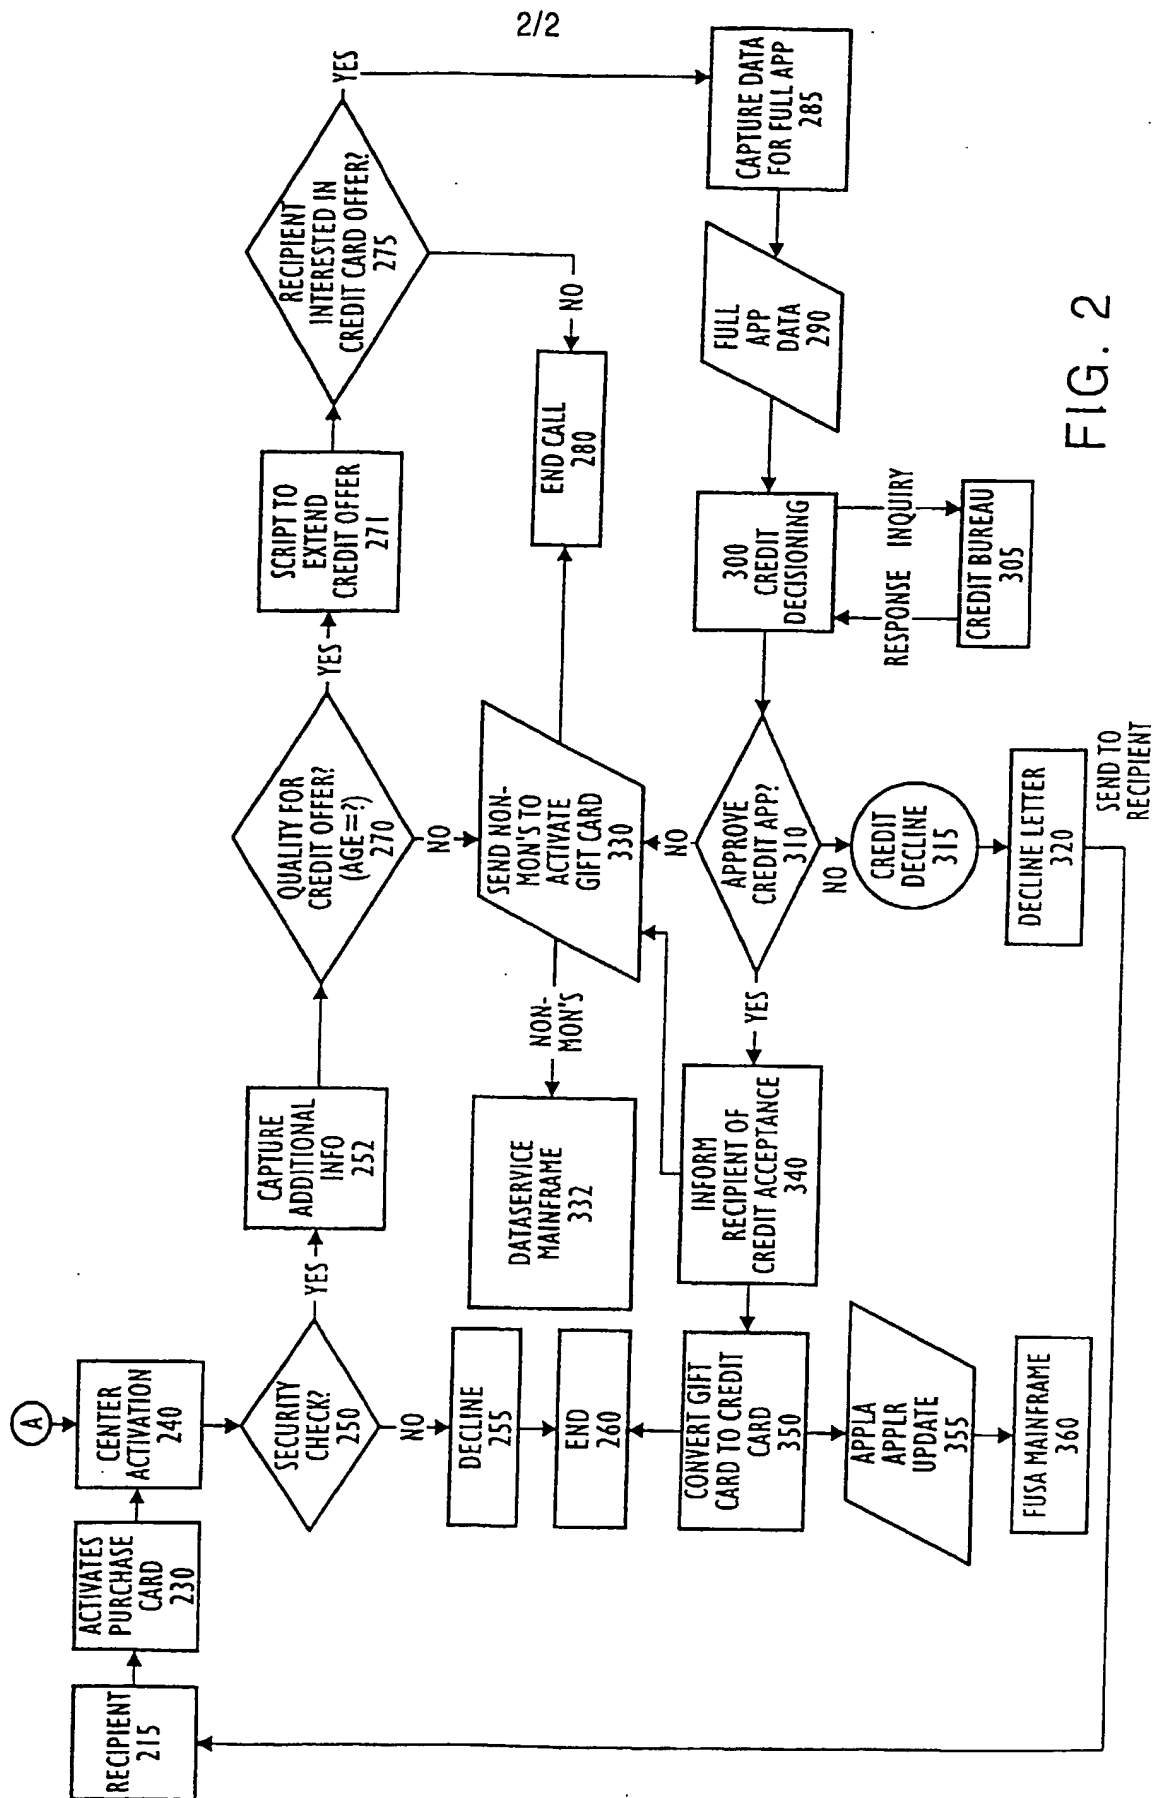 2/2
A
RECIPIENT
215
ACTIVATES
PURCHASE
CARD
230
CENTER
ACTIVATION
240
SECURITY
CHECK?
250
YES
NO
CAPTURE
ADDITIONAL
INFO
252
QUALITY FOR
CREDIT OFFER?
(AGE=?)
270
YES
NO
SCRIPT TO
EXTEND
CREDIT OFFER
271
RECIPIENT
INTERESTED IN
CREDIT CARD OFFER?
275
YES
NO
DECLINE
255
END
260
DATASERVICE
MAINFRAME
332
NON-
MON'S
SEND NON-
MON'S TO
ACTIVATE
GIFT CARD
330
END CALL
280
CAPTURE DATA
FOR FULL APP
285
FULL
APP
DATA
290
300
CREDIT
DECISIONING
RESPONSE
INQUIRY
CREDIT BUREAU
305
APPROVE
CREDIT APP?
310
NO
NO
YES
CREDIT
DECLINE
315
DECLINE LETTER
320
SEND TO
RECIPIENT
INFORM
RECIPIENT OF
CREDIT ACCEPTANCE
340
CONVERT GIFT
CARD TO CREDIT
CARD
350
APPLA
APPLR
UPDATE
355
FUSA MAINFRAME
360
FIG. 2